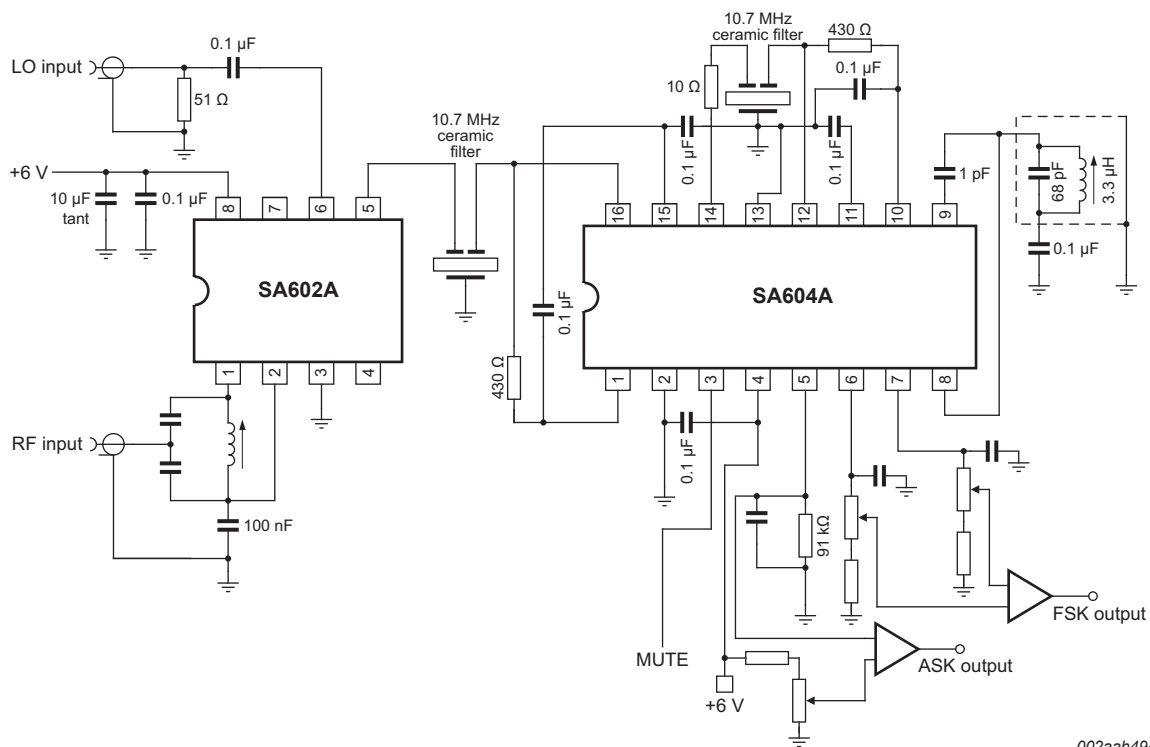 10.7 MHz
ceramic filter
430 Ω
0.1 µF
LO input
0.1 µF
51 Ω
10 Ω
10.7 MHz
ceramic
filter
0.1 µF
0.1 µF
1 pF
68 pF
3.3 µH
+6 V
10 µF
tant
0.1 µF
0.1 µF
8
7
6
5
16
15
14
13
12
11
10
9
SA602A
SA604A
0.1 µF
430 Ω
1
2
3
4
1
2
3
4
5
6
7
8
RF input
100 nF
0.1 µF
91 kΩ
MUTE
FSK output
ASK output
+6 V